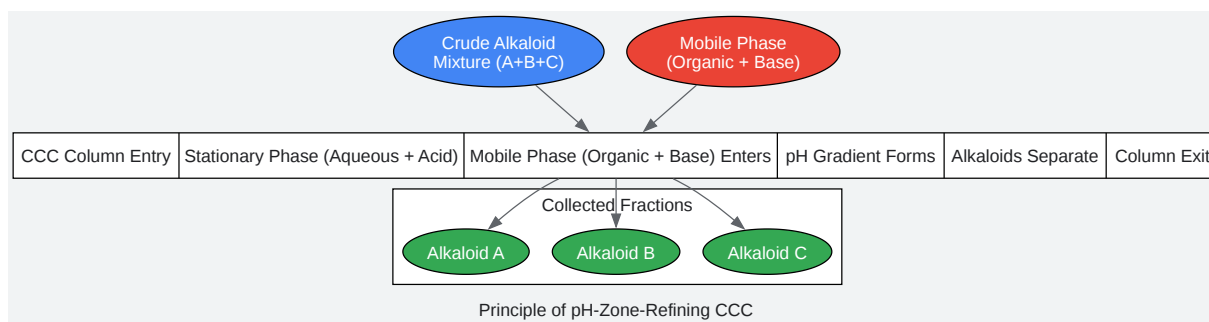 Crude Alkaloid
Mixture (A+B+C)
Mobile Phase
(Organic + Base)
CCC Column Entry
Stationary Phase (Aqueous + Acid)
Mobile Phase (Organic + Base) Enters
pH Gradient Forms
Alkaloids Separate
Column Exit
Collected Fractions
Alkaloid A
Alkaloid B
Alkaloid C
Principle of pH-Zone-Refining CCC